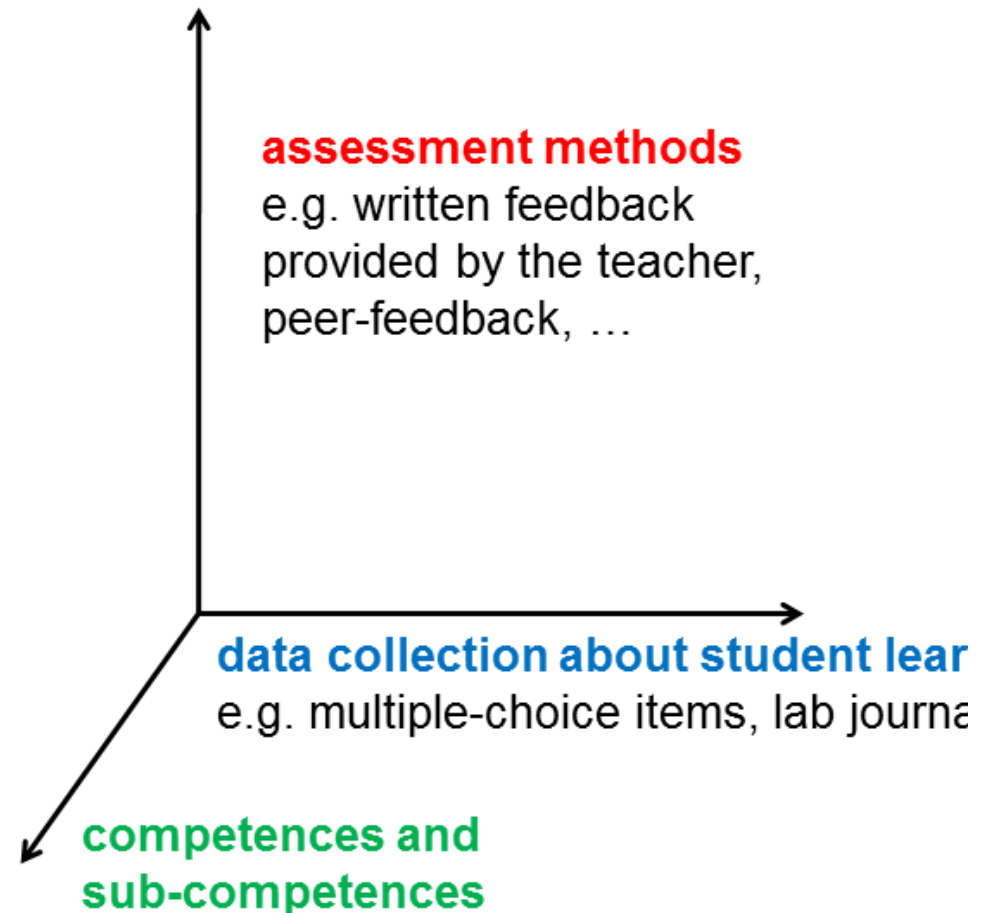 assessment methods
e.g. written feedback
provided by the teacher,
peer-feedback, …
data collection about student lear
e.g. multiple-choice items, lab journa
competences and
sub-competences